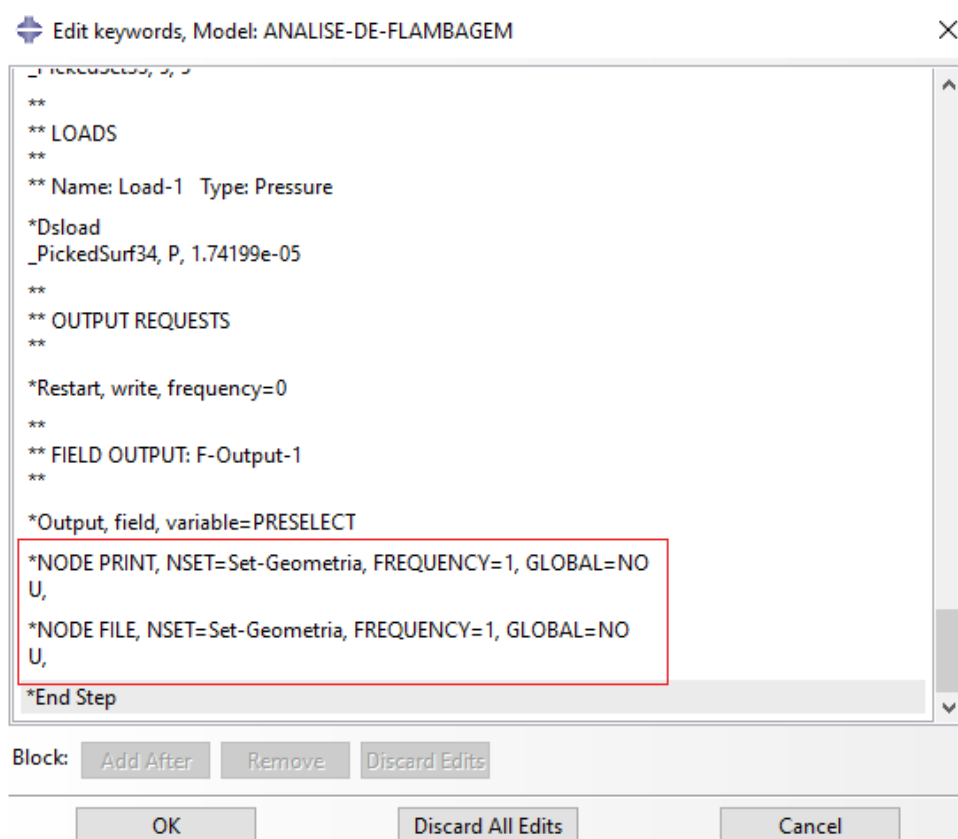 Edit keywords, Model: ANALISE-DE-FLAMBAGEM
**
** LOADS
**
** Name: Load-1   Type: Pressure
*Dsload
_PickedSurf34, P, 1.74199e-05
**
** OUTPUT REQUESTS
**
*Restart, write, frequency=0
**
** FIELD OUTPUT: F-Output-1
**
*Output, field, variable=PRESELECT
*NODE PRINT, NSET=Set-Geometria, FREQUENCY=1, GLOBAL=NO
U,
*NODE FILE, NSET=Set-Geometria, FREQUENCY=1, GLOBAL=NO
U,
*End Step
Block: Add After Remove Discard Edits
OK Discard All Edits Cancel